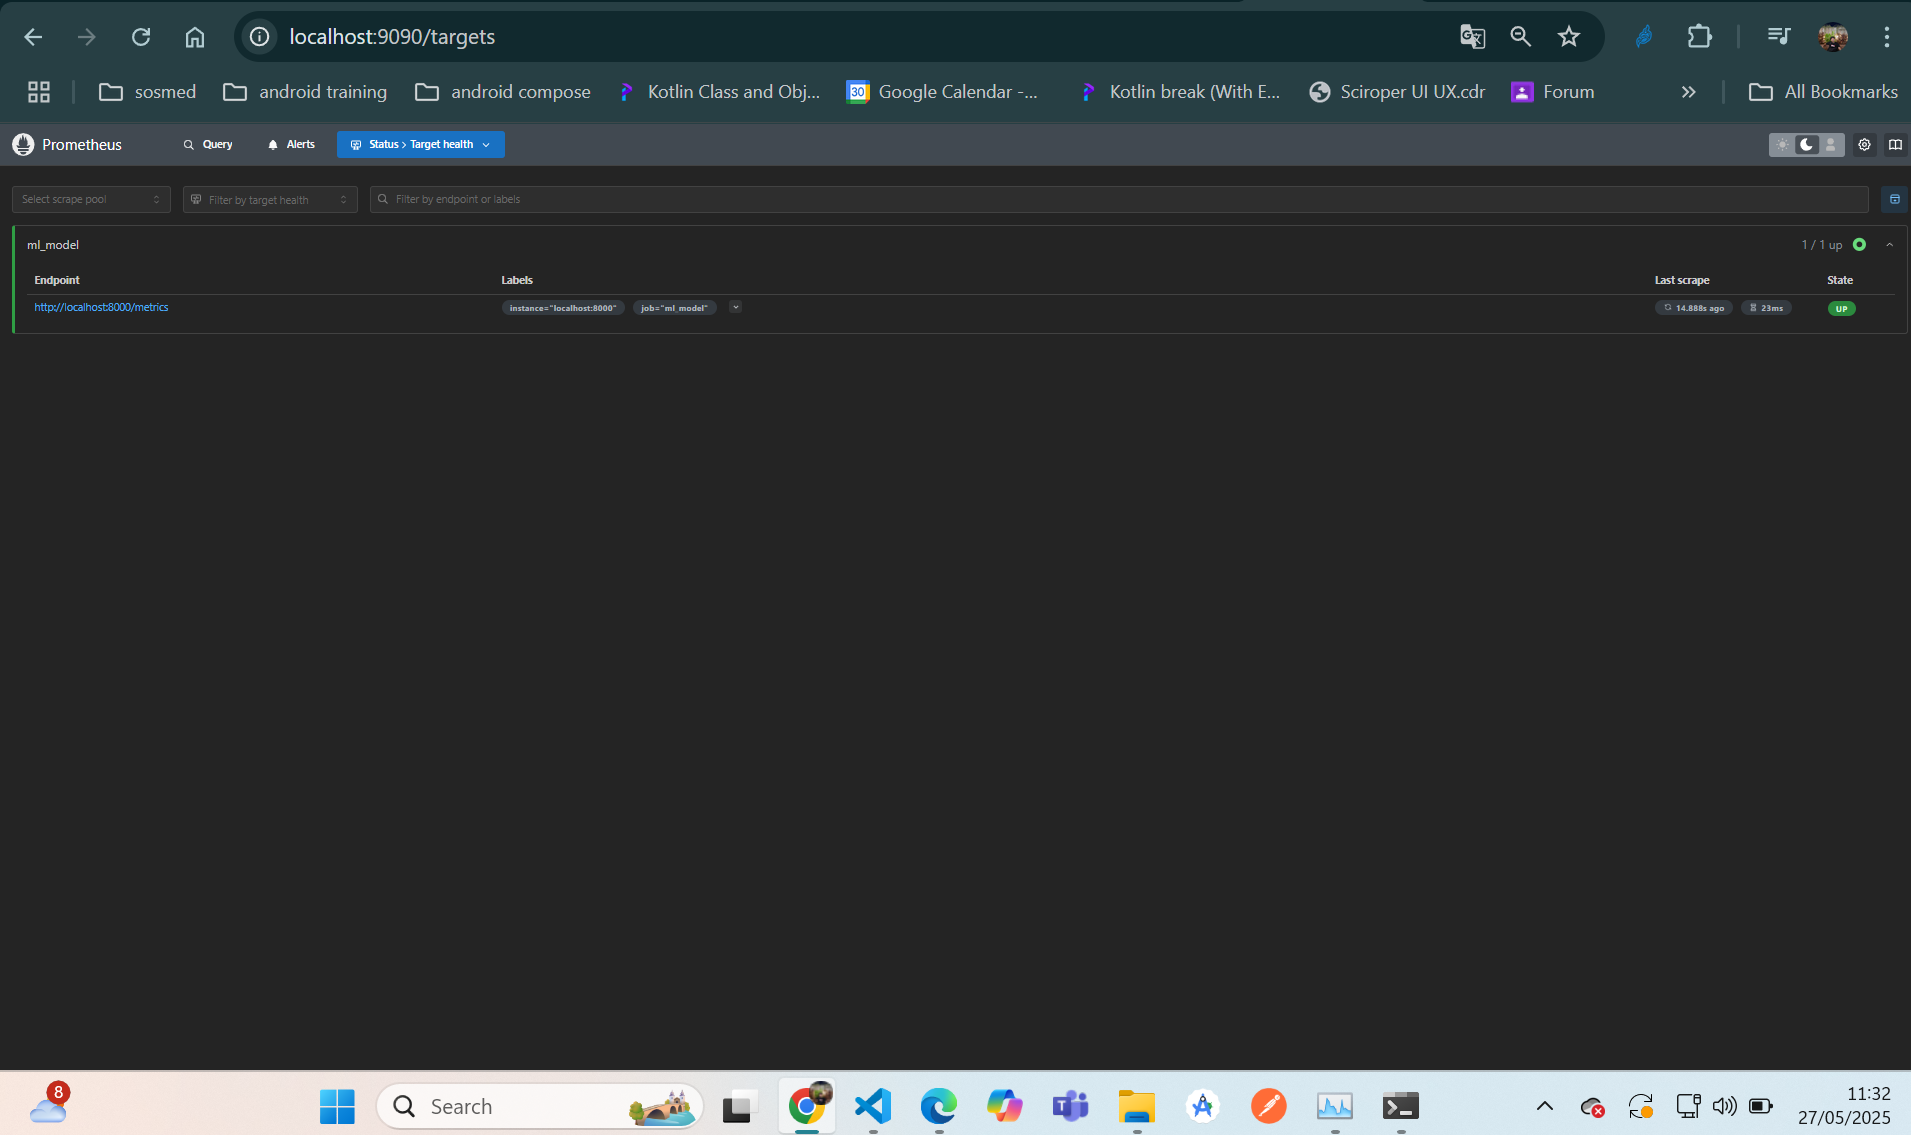 localhost:9090/targets
sosmed android training android compose Kotlin Class and Obj... 30 Google Calendar -... Kotlin break (With E... Sciroper UI UX.cdr Forum » All Bookmarks
Prometheus Query Alerts Status > Target health
Select scrape pool Filter by target health Filter by endpoint or labels
ml_model 1 / 1 up
Endpoint Labels Last scrape State
http://localhost:8000/metrics instance="localhost:8000" job="ml_model" 14.888s ago 23ms UP
8 Search 11:32
27/05/2025